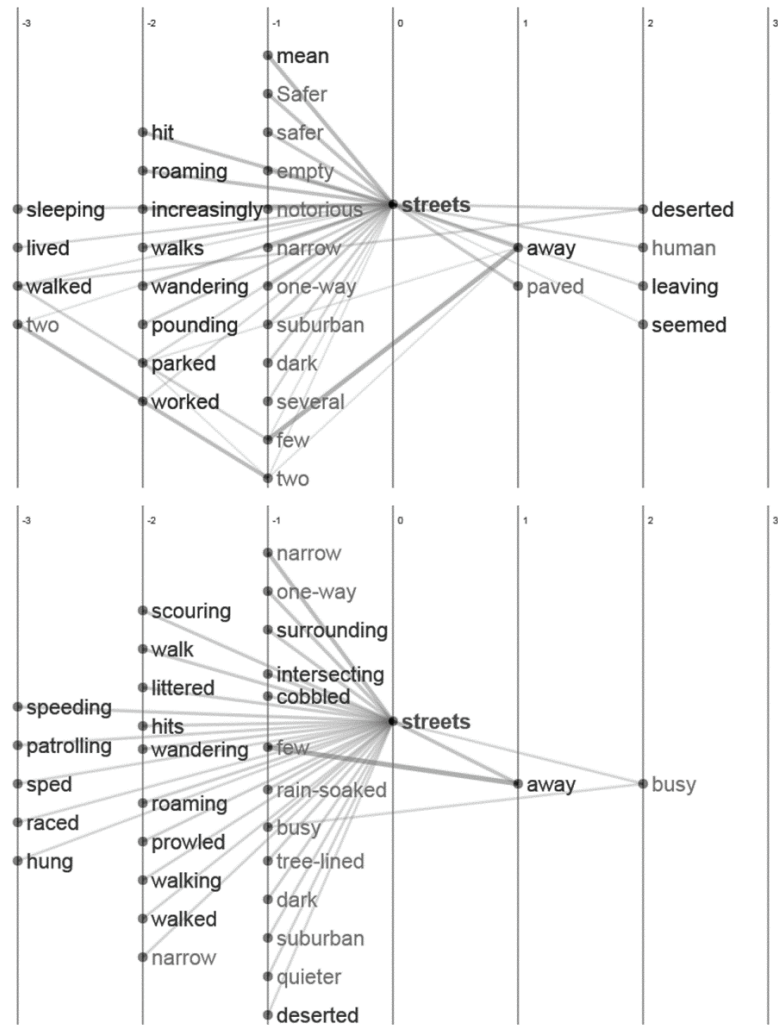 -3 -2 -1 0 1 2 3
mean
Safer
hit safer
roaming empty
streets
sleeping increasingly notorious deserted
lived walks narrow away human
walked wandering one-way paved leaving
two pounding suburban seemed
parked dark
worked several
few
two
-3 -2 -1 0 1 2 3
narrow
one-way
scouring
surrounding
walk
intersecting
littered
cobbled
speeding
streets
hits
patrolling wandering few
sped rain-soaked away busy
roaming
raced busy
prowled
hung tree-lined
walking
dark
walked
suburban
narrow
quieter
deserted